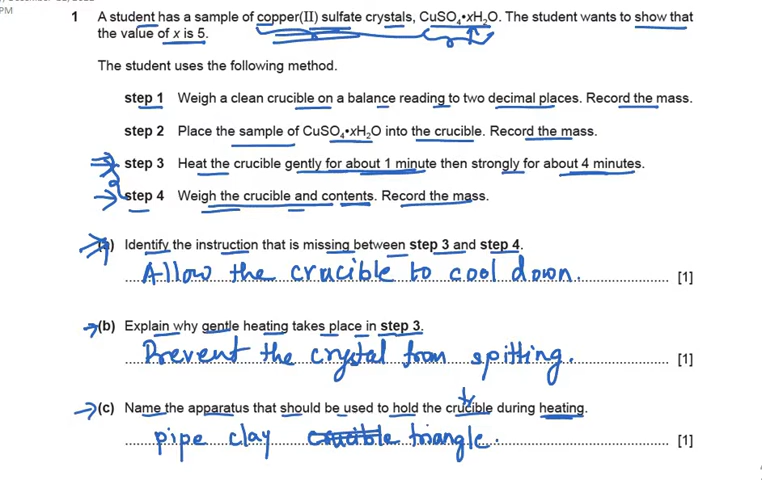 PM
1 A student has a sample of copper(II) sulfate crystals, CuSO₄•xH₂O. The student wants to show that
the value of x is 5.
The student uses the following method.
step 1 Weigh a clean crucible on a balance reading to two decimal places. Record the mass.
step 2 Place the sample of CuSO₄•xH₂O into the crucible. Record the mass.
step 3 Heat the crucible gently for about 1 minute then strongly for about 4 minutes.
step 4 Weigh the crucible and contents. Record the mass.
(a) Identify the instruction that is missing between step 3 and step 4.
Allow the crucible to cool down. [1]
(b) Explain why gentle heating takes place in step 3.
Prevent the crystal from spitting. [1]
(c) Name the apparatus that should be used to hold the crucible during heating.
pipe clay triangle. [1]